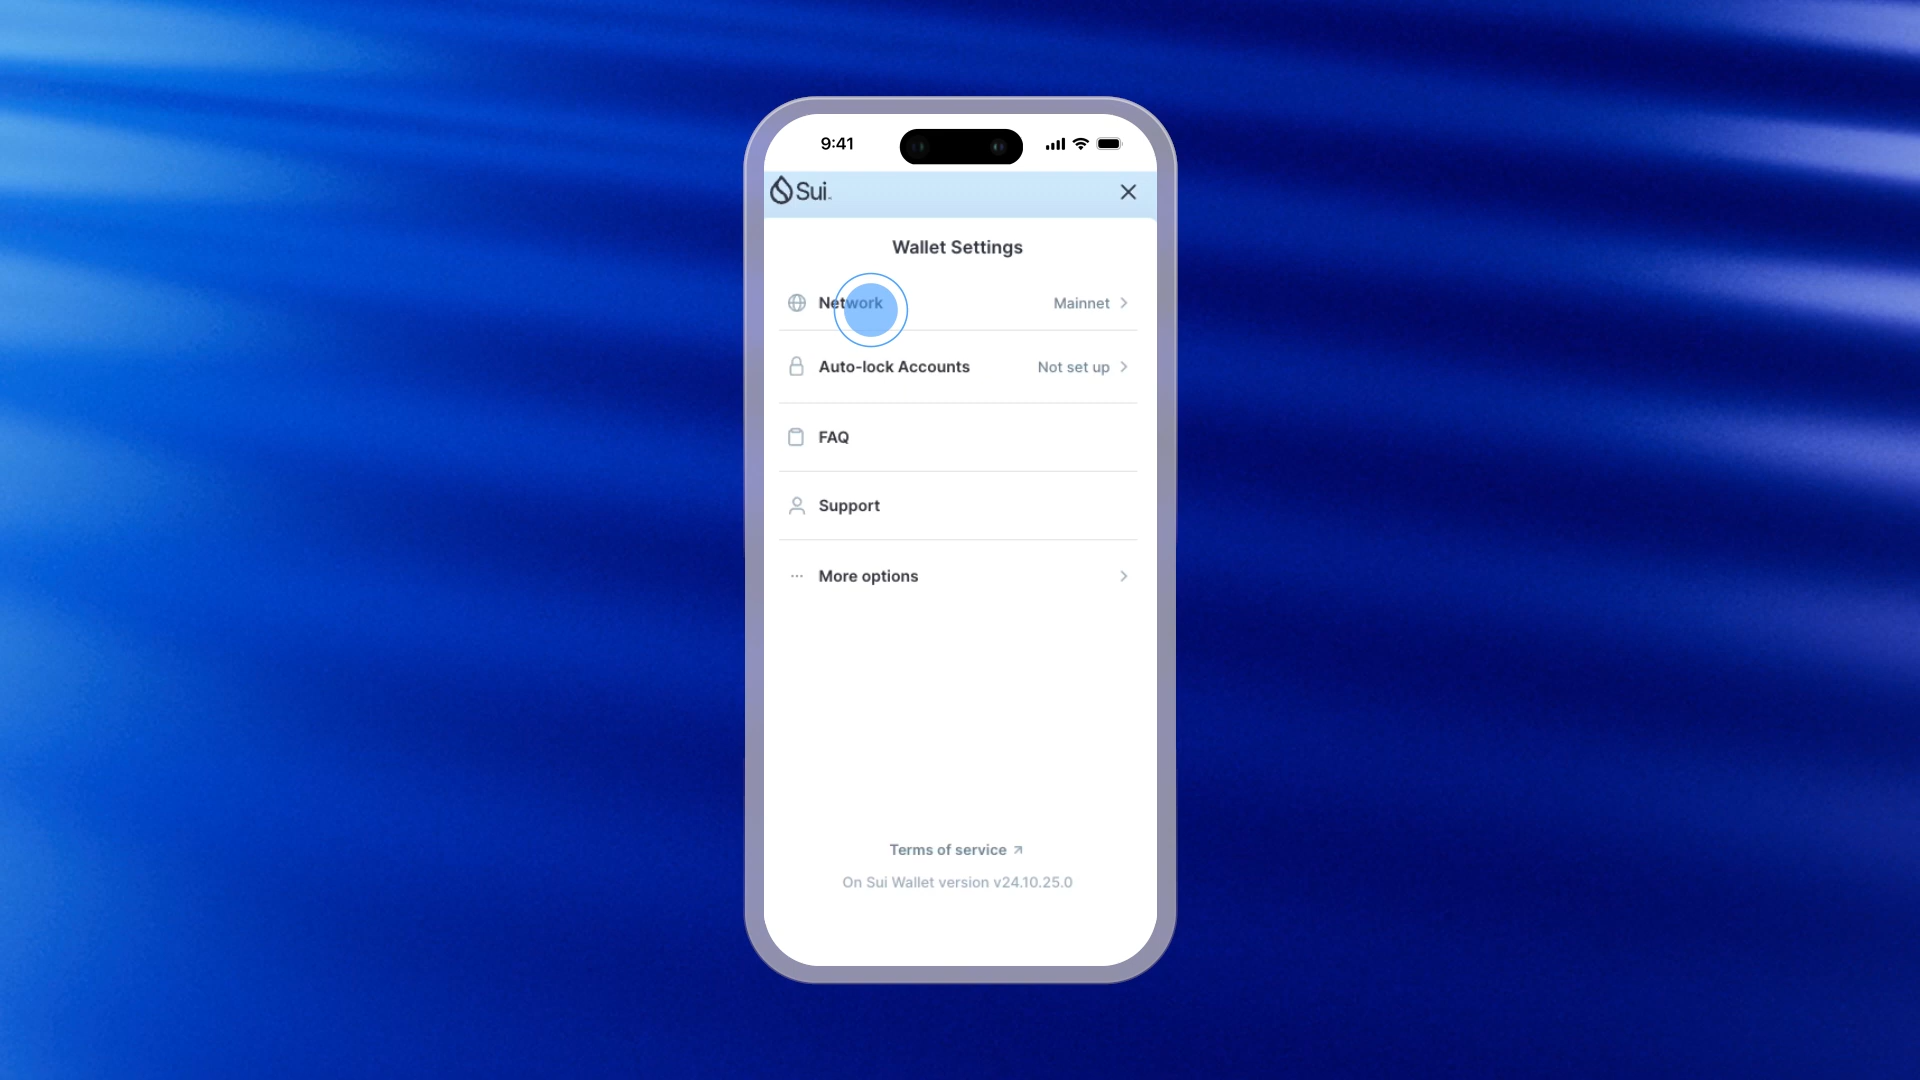 9:41
Sui
Wallet Settings
Network Mainnet
Auto-lock Accounts Not set up
FAQ
Support
More options
Terms of service
On Sui Wallet version v24.10.25.0